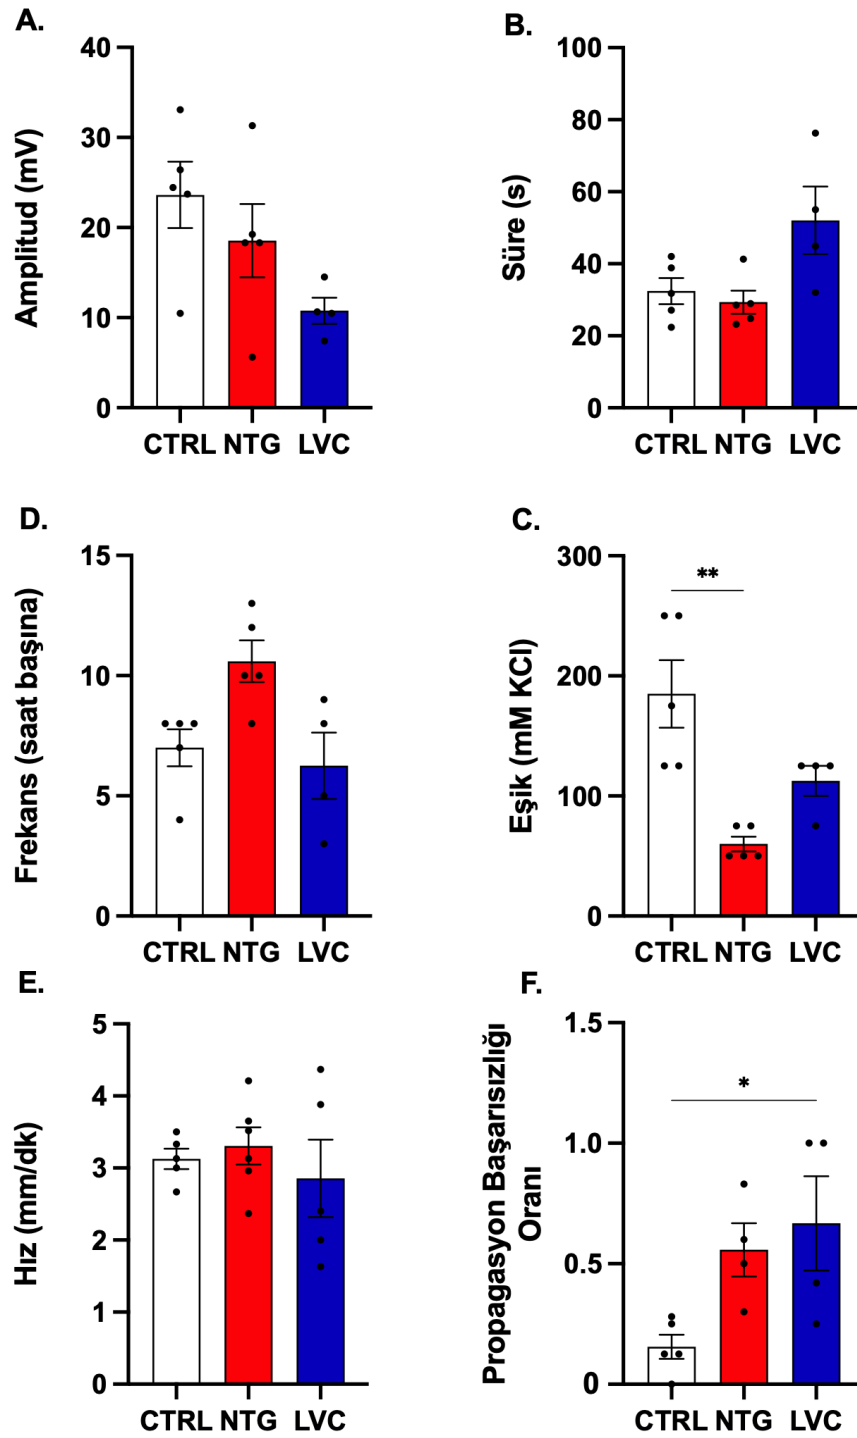 A.
Amplitud (mV)
40
30
20
10
0
CTRL NTG LVC
B.
Süre (s)
100
80
60
40
20
0
CTRL NTG LVC
D.
Frekans (saat başına)
15
10
5
0
CTRL NTG LVC
C.
Eşik (mM KCl)
300
200
100
0
**
CTRL NTG LVC
E.
Hız (mm/dk)
5
4
3
2
1
0
CTRL NTG LVC
F.
Propagasyon Başarısızlığı
Oranı
1.5
1.0
0.5
0
*
CTRL NTG LVC